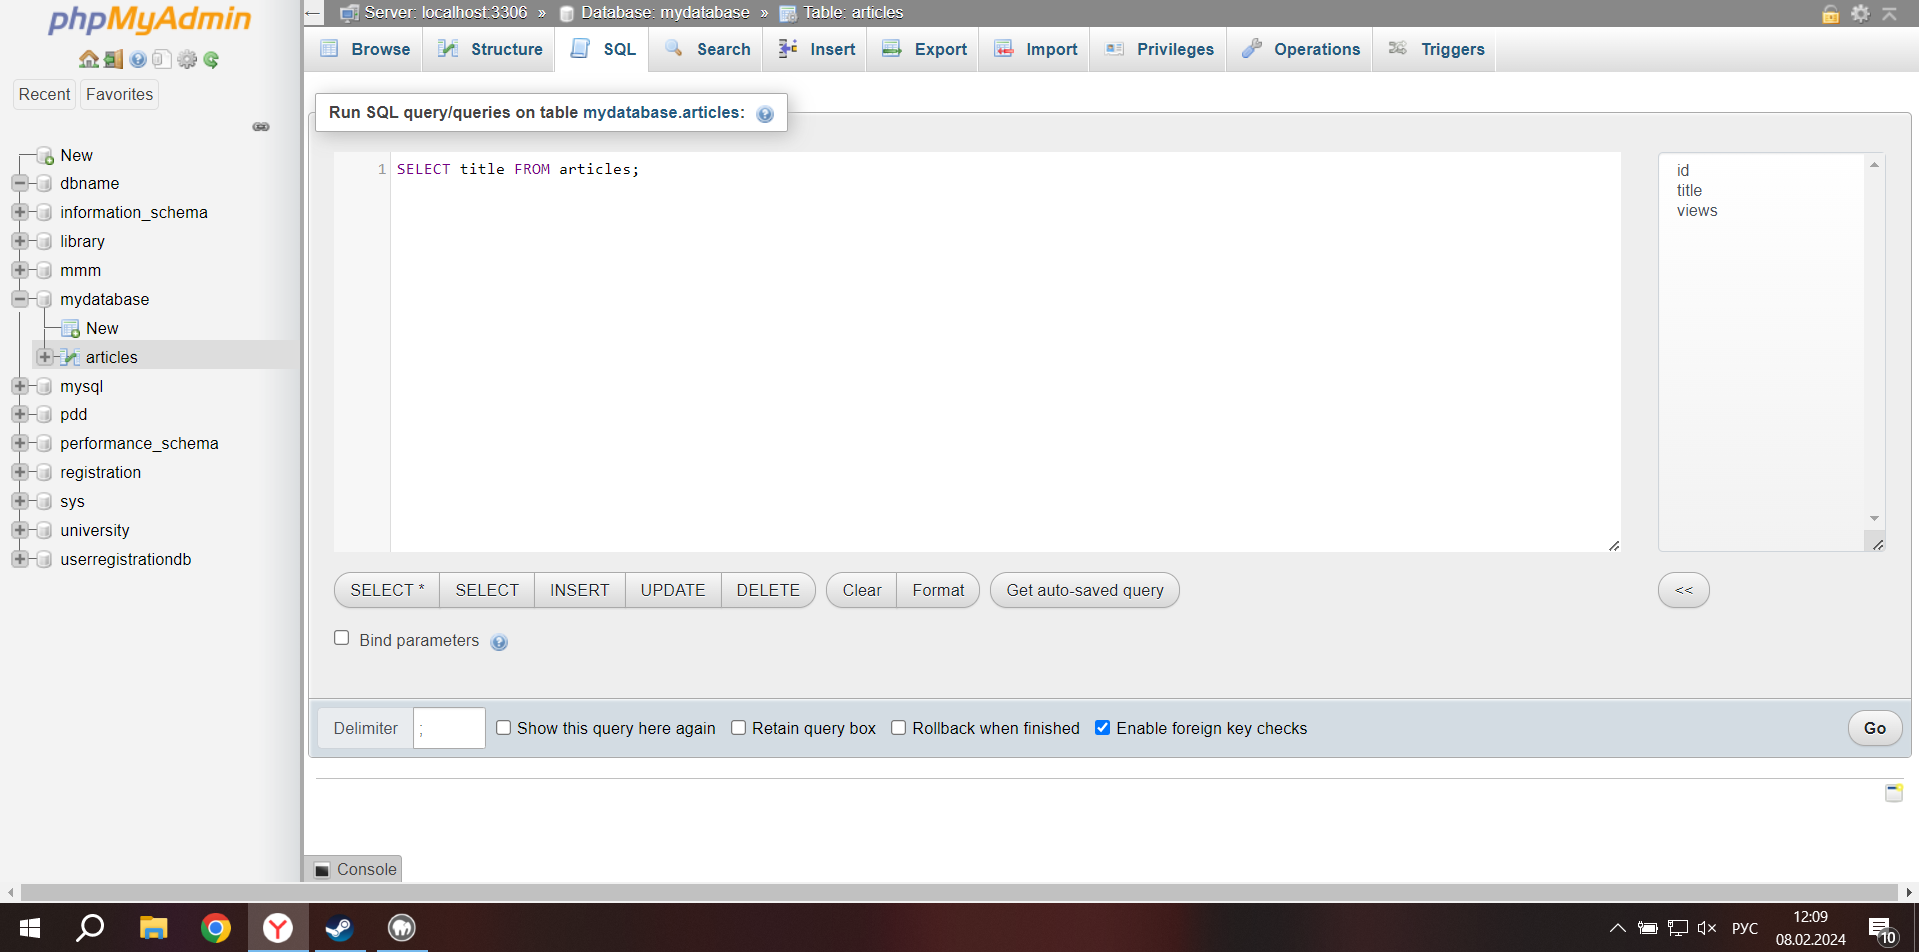 phpMyAdmin
Recent
Favorites
New
dbname
information_schema
library
mmm
mydatabase
New
articles
mysql
pdd
performance_schema
registration
sys
university
userregistrationdb
← Server: localhost:3306 » Database: mydatabase » Table: articles
Browse Structure SQL Search Insert Export Import Privileges Operations Triggers
Run SQL query/queries on table mydatabase.articles:
1 SELECT title FROM articles;
id
title
views
SELECT * SELECT INSERT UPDATE DELETE Clear Format Get auto-saved query <<
Bind parameters
Delimiter ; Show this query here again Retain query box Rollback when finished Enable foreign key checks Go
Console
РУС
12:09
08.02.2024
10